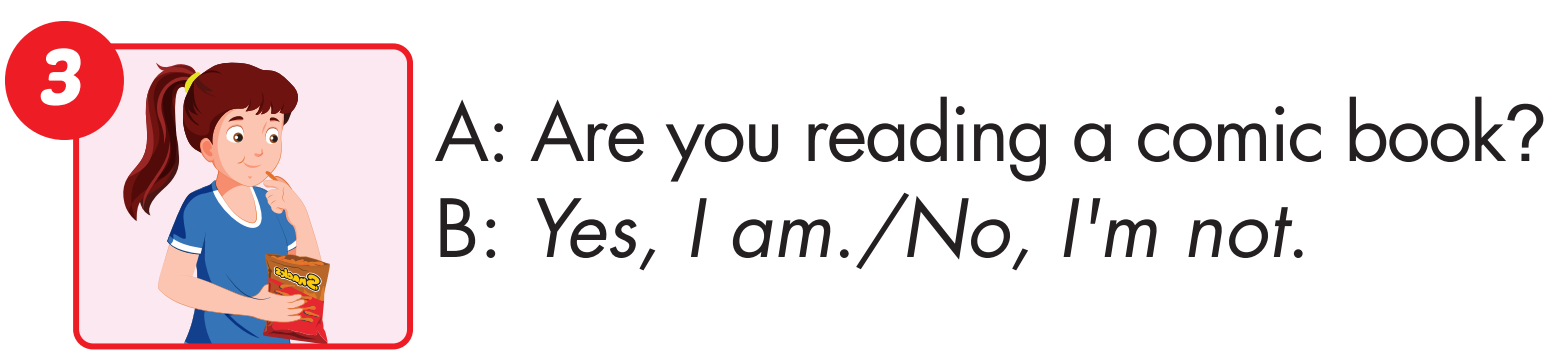 3
A: Are you reading a comic book?
B: Yes, I am./No, I'm not.
Snacks